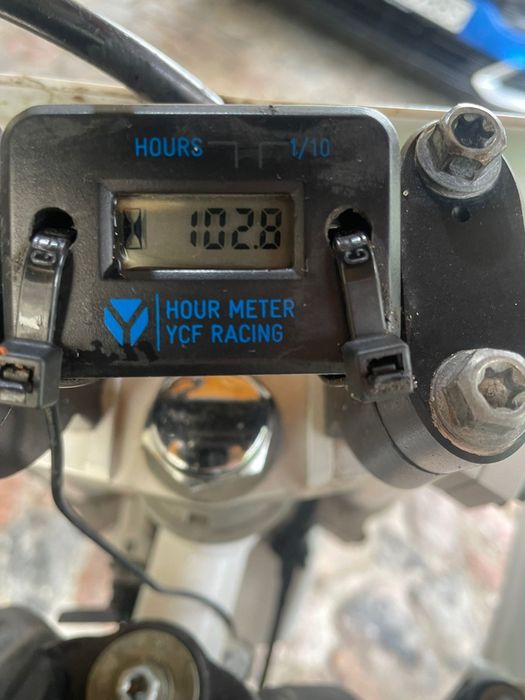 HOURS 1/10
102.8
HOUR METER
YCF RACING